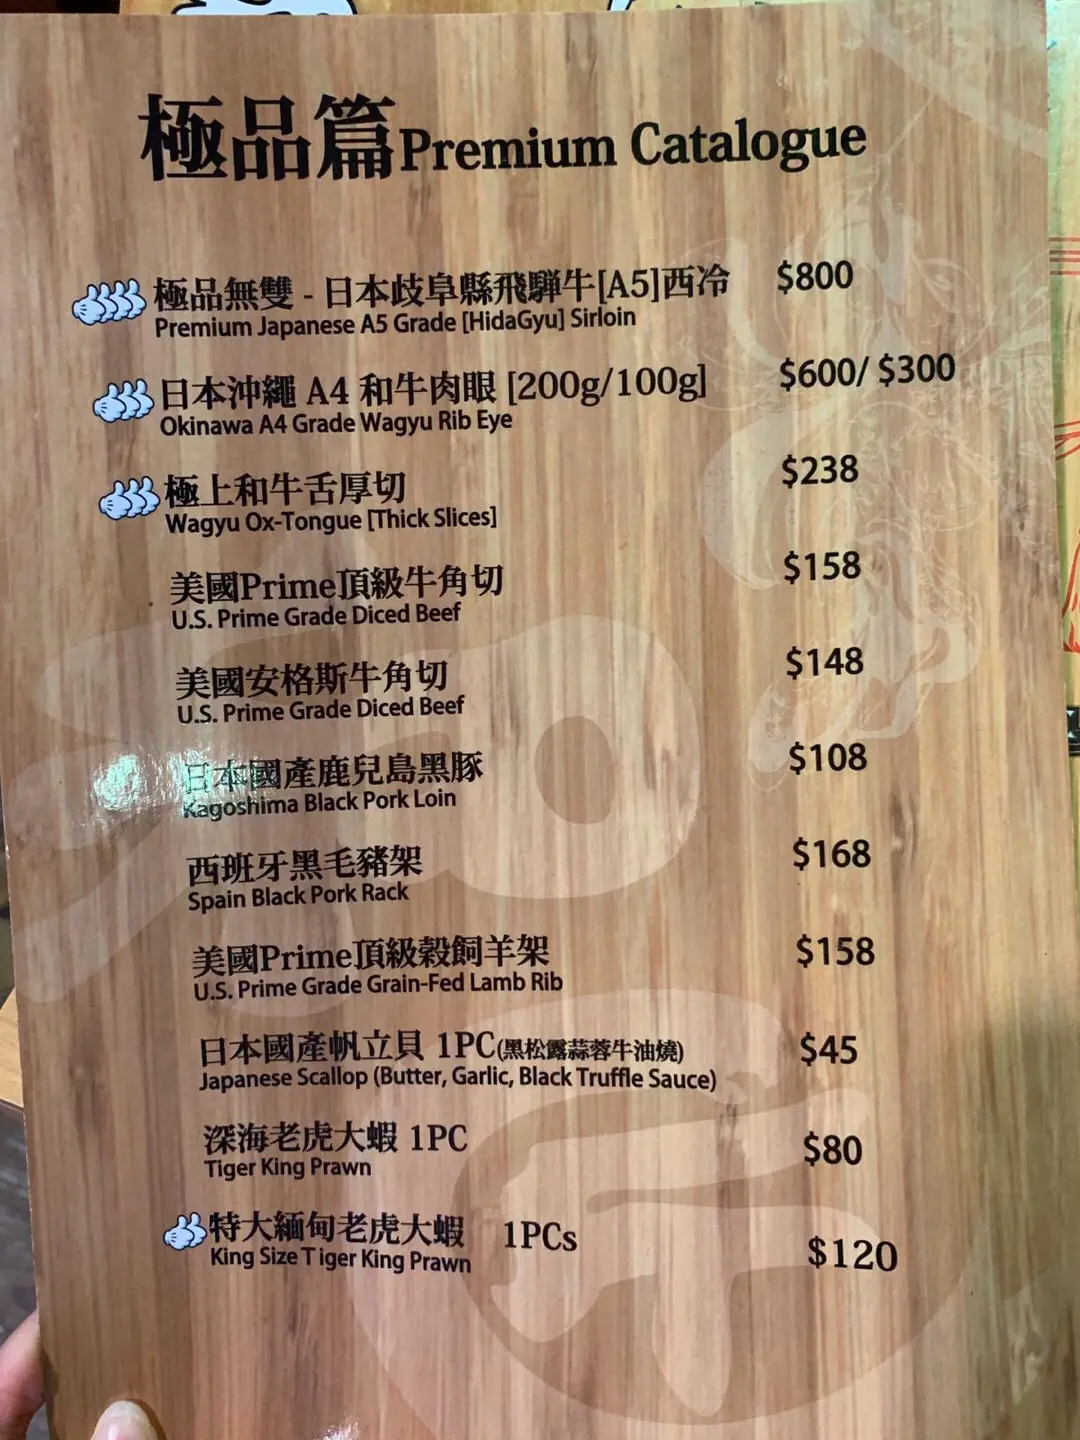 極品篇Premium Catalogue
極品無雙 - 日本歧阜縣飛驒牛[A5]西冷 $800
Premium Japanese A5 Grade [HidaGyu] Sirloin
日本沖繩 A4 和牛肉眼 [200g/100g] $600/ $300
Okinawa A4 Grade Wagyu Rib Eye
極上和牛舌厚切 $238
Wagyu Ox-Tongue [Thick Slices]
美國Prime頂級牛角切 $158
U.S. Prime Grade Diced Beef
美國安格斯牛角切 $148
U.S. Prime Grade Diced Beef
日本國產鹿兒島黑豚 $108
Kagoshima Black Pork Loin
西班牙黑毛豬架 $168
Spain Black Pork Rack
美國Prime頂級穀飼羊架 $158
U.S. Prime Grade Grain-Fed Lamb Rib
日本國產帆立貝 1PC(黑松露蒜蓉牛油燒) $45
Japanese Scallop (Butter, Garlic, Black Truffle Sauce)
深海老虎大蝦 1PC $80
Tiger King Prawn
特大緬甸老虎大蝦 1PCs $120
King Size Tiger King Prawn